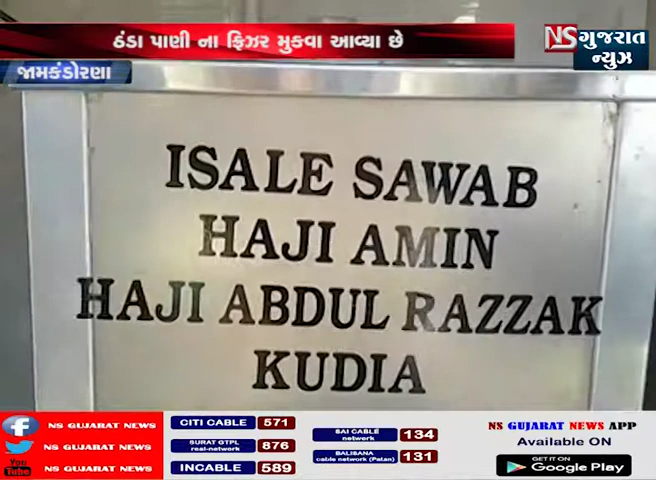 ઠંડા પાણી ના ફ્રિઝર મુકવા આવ્યા છે
NS ગુજરાત
ન્યુઝ
જામકંડોરણા
ISALE SAWAB
HAJI AMIN
HAJI ABDUL RAZZAK
KUDIA
NS GUJARAT NEWS
NS GUJARAT NEWS
You Tube NS GUJARAT NEWS
CITI CABLE 571
SURAT GTPL real-network 876
INCABLE 589
SAI CABLE network 134
BALISANA cable network (Patan) 131
NS GUJARAT NEWS APP
Available ON
GET IT ON
Google Play